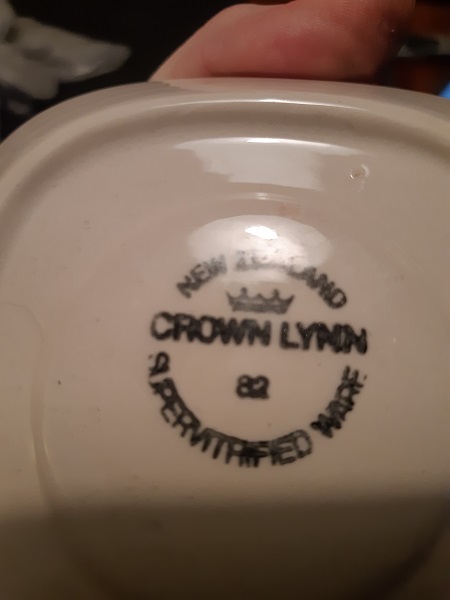 NEW ZEALAND
CROWN LYNN
82
SUPERVITRIFIED WARE